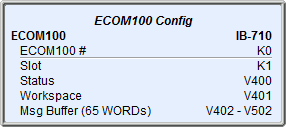 ECOM100 Config
ECOM100 IB-710
ECOM100 # K0
Slot K1
Status V400
Workspace V401
Msg Buffer (65 WORDs) V402 - V502